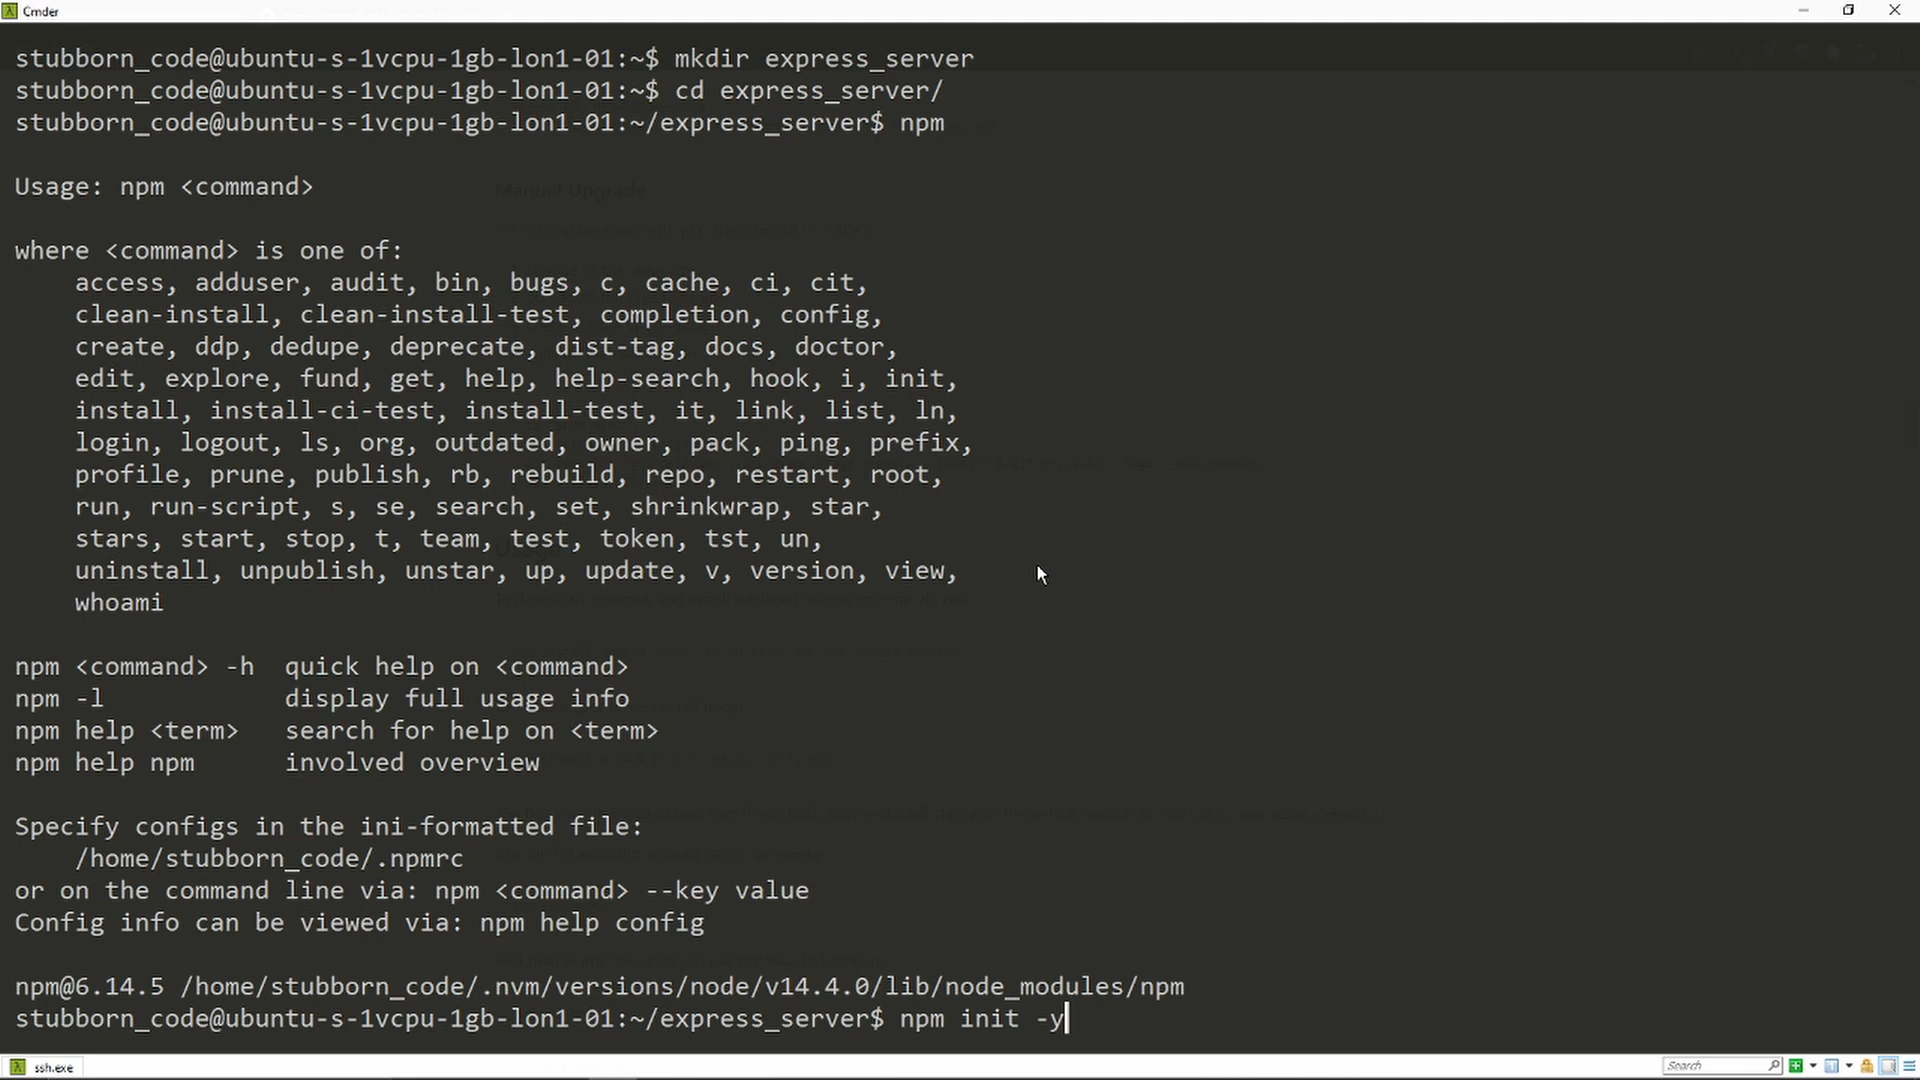 Cmder
stubborn_code@ubuntu-s-1vcpu-1gb-lon1-01:~$ mkdir express_server
stubborn_code@ubuntu-s-1vcpu-1gb-lon1-01:~$ cd express_server/
stubborn_code@ubuntu-s-1vcpu-1gb-lon1-01:~/express_server$ npm
Usage: npm <command>
where <command> is one of:
access, adduser, audit, bin, bugs, c, cache, ci, cit,
clean-install, clean-install-test, completion, config,
create, ddp, dedupe, deprecate, dist-tag, docs, doctor,
edit, explore, fund, get, help, help-search, hook, i, init,
install, install-ci-test, install-test, it, link, list, ln,
login, logout, ls, org, outdated, owner, pack, ping, prefix,
profile, prune, publish, rb, rebuild, repo, restart, root,
run, run-script, s, se, search, set, shrinkwrap, star,
stars, start, stop, t, team, test, token, tst, un,
uninstall, unpublish, unstar, up, update, v, version, view,
whoami
npm <command> -h  quick help on <command>
npm -l            display full usage info
npm help <term>   search for help on <term>
npm help npm      involved overview
Specify configs in the ini-formatted file:
/home/stubborn_code/.npmrc
or on the command line via: npm <command> --key value
Config info can be viewed via: npm help config
npm@6.14.5 /home/stubborn_code/.nvm/versions/node/v14.4.0/lib/node_modules/npm
stubborn_code@ubuntu-s-1vcpu-1gb-lon1-01:~/express_server$ npm init -y
ssh.exe
Search
Manual Upgrade